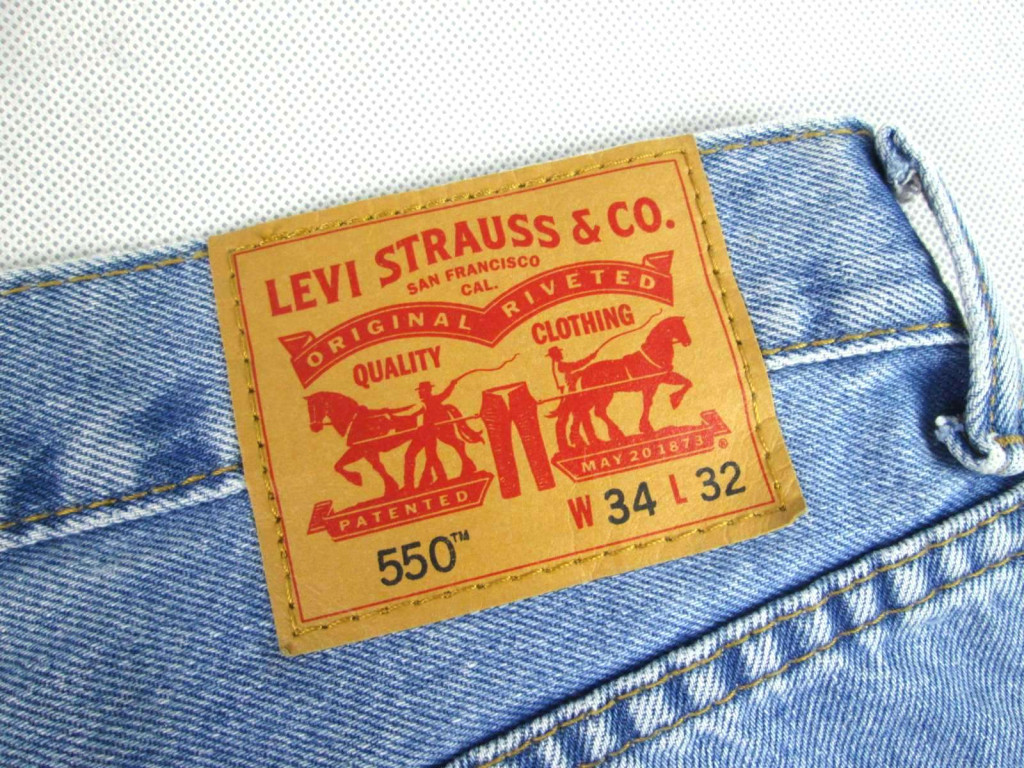 LEVI STRAUSS & CO.
SAN FRANCISCO
CAL.
ORIGINAL RIVETED
QUALITY CLOTHING
PATENTED MAY 20 1873 ®
550™ W 34 L 32